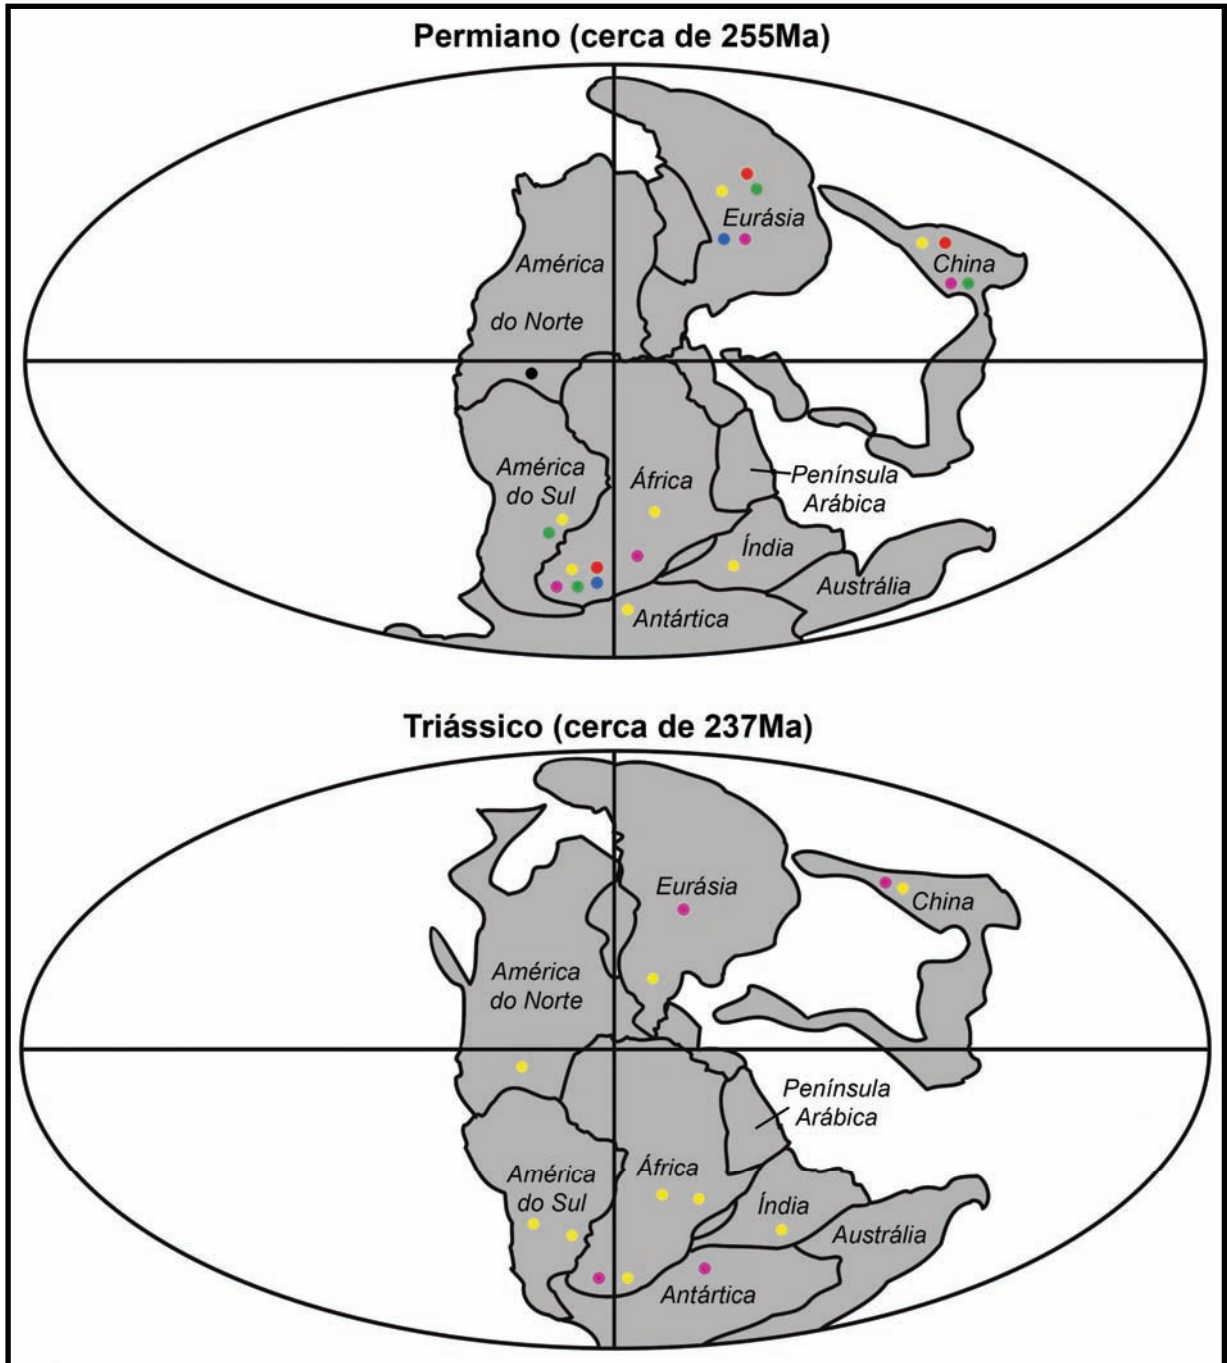 Permiano (cerca de 255Ma)
Eurásia
América
do Norte
China
América
do Sul
África
Península
Arábica
Índia
Austrália
Antártica
Triássico (cerca de 237Ma)
Eurásia
China
América
do Norte
Península
Arábica
América
do Sul
África
Índia
Austrália
Antártica